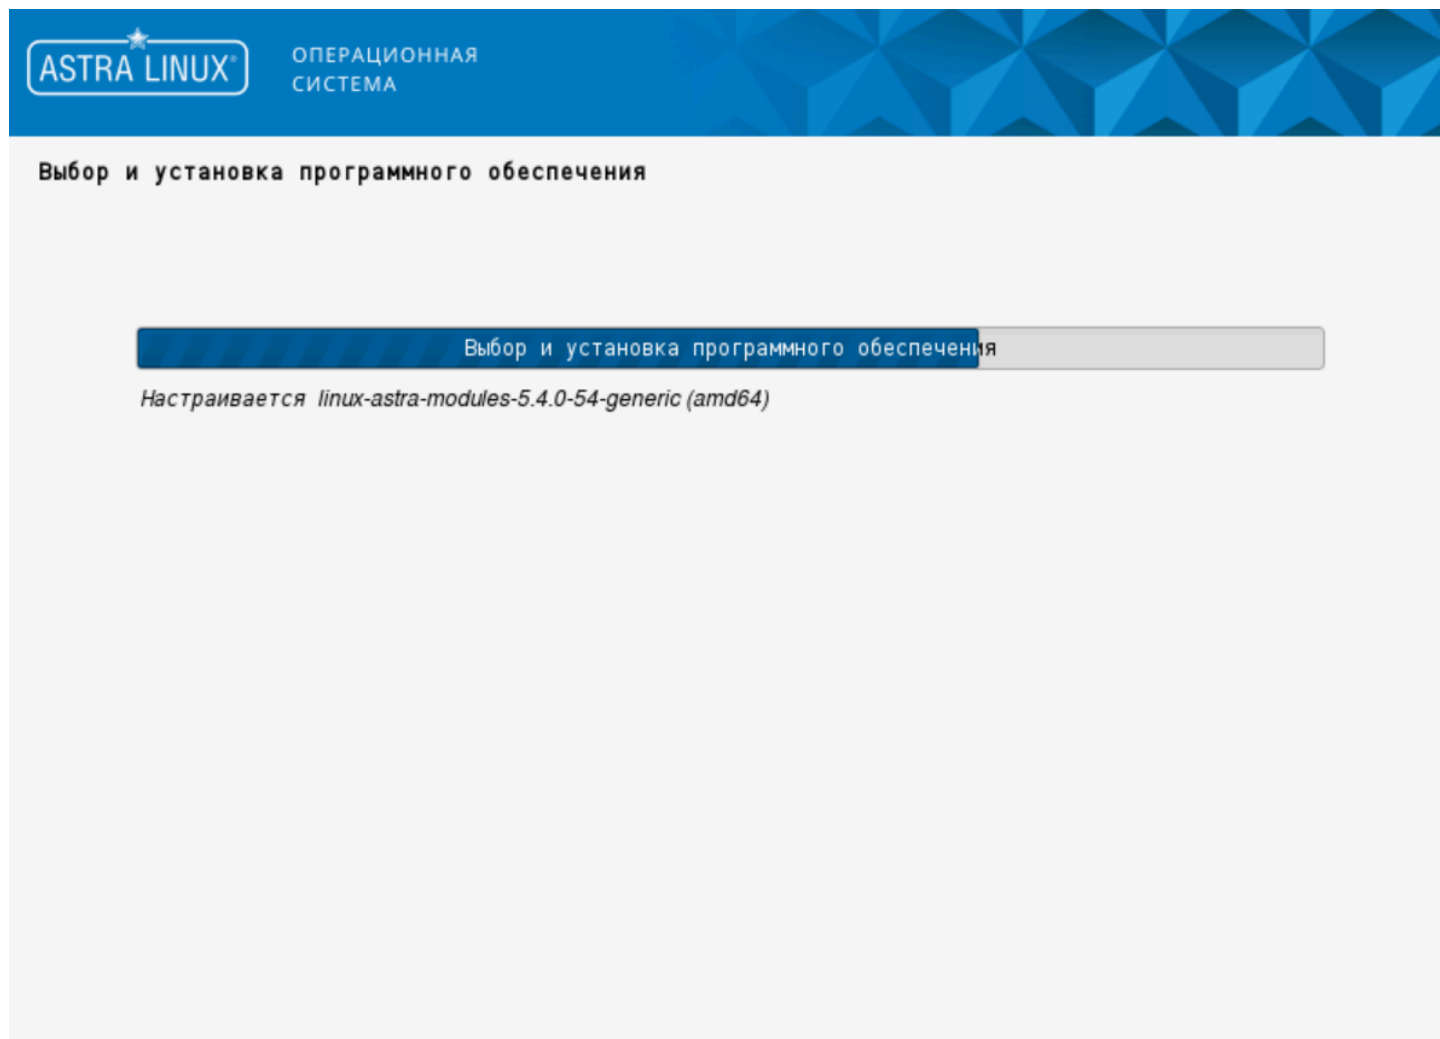 ASTRA LINUX®
ОПЕРАЦИОННАЯ
СИСТЕМА
Выбор и установка программного обеспечения
Выбор и установка программного обеспечения
Настраивается linux-astra-modules-5.4.0-54-generic (amd64)